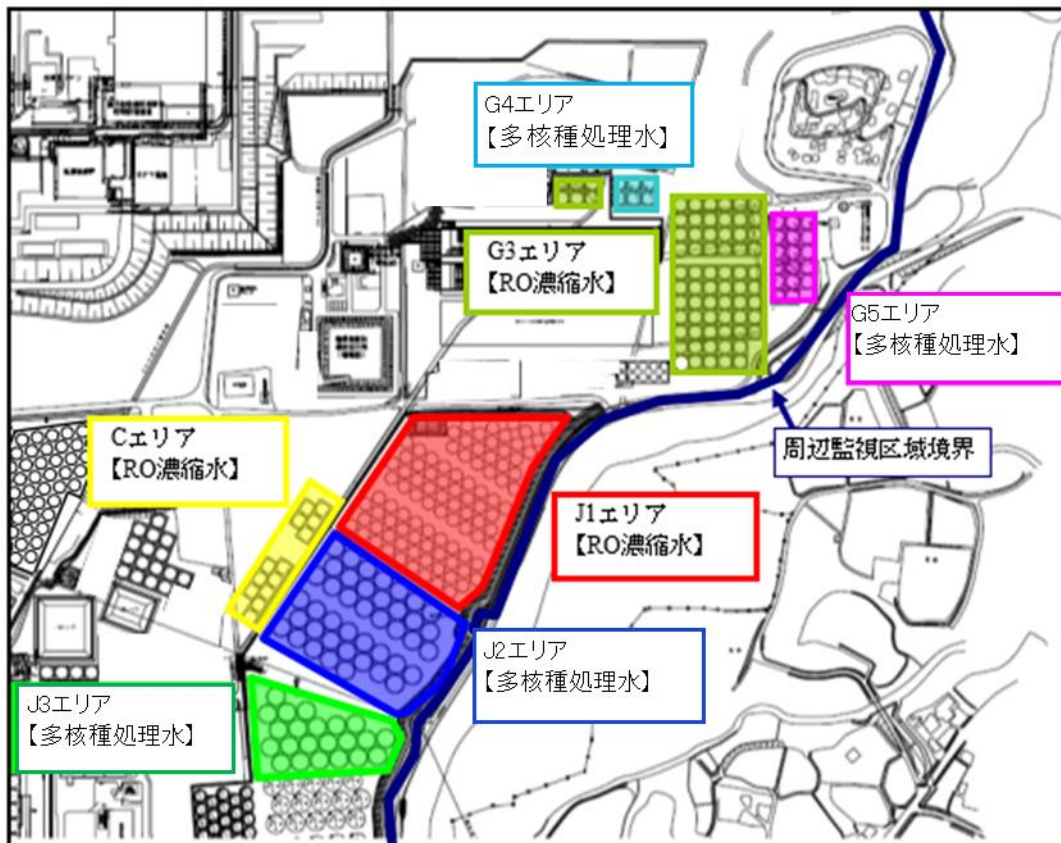 G4エリア
【多核種処理水】
G3エリア
【RO濃縮水】
G5エリア
【多核種処理水】
Cエリア
【RO濃縮水】
周辺監視区域境界
J1エリア
【RO濃縮水】
J2エリア
【多核種処理水】
J3エリア
【多核種処理水】